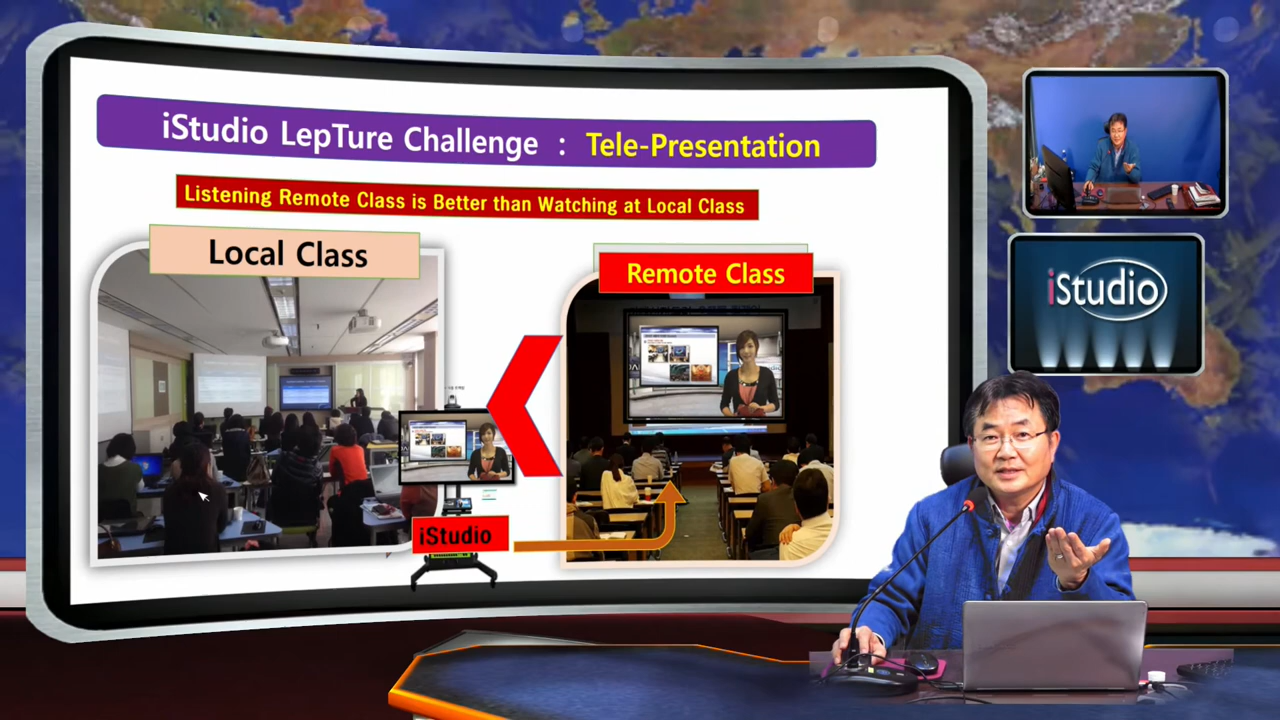 iStudio LepTure Challenge : Tele-Presentation
Listening Remote Class is Better than Watching at Local Class
Local Class
Remote Class
iStudio
iStudio